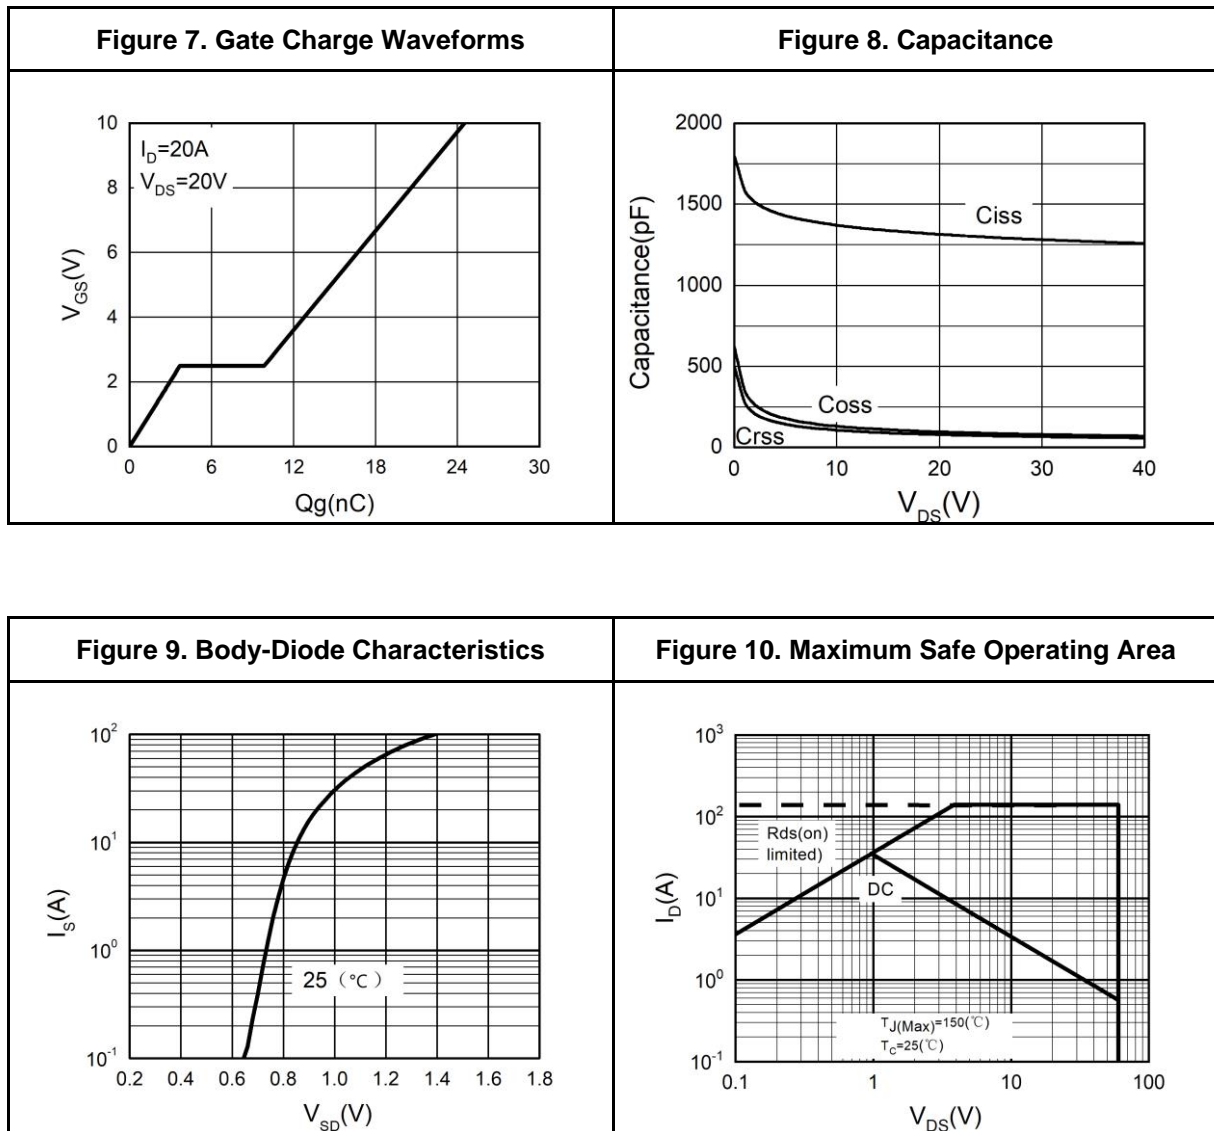 Figure 7. Gate Charge Waveforms
Figure 8. Capacitance
10
8
6
4
2
0
V_GS(V)
I_D=20A
V_DS=20V
0 6 12 18 24 30
Qg(nC)
2000
1500
1000
500
0
Capacitance(pF)
Ciss
Coss
Crss
0 10 20 30 40
V_DS(V)
Figure 9. Body-Diode Characteristics
Figure 10. Maximum Safe Operating Area
10^2
10^1
10^0
10^-1
I_S(A)
25（℃）
0.2 0.4 0.6 0.8 1.0 1.2 1.4 1.6 1.8
V_SD(V)
10^3
10^2
10^1
10^0
10^-1
I_D(A)
Rds(on)
limited)
DC
T_J(Max)=150(℃)
T_C=25(℃)
0.1 1 10 100
V_DS(V)